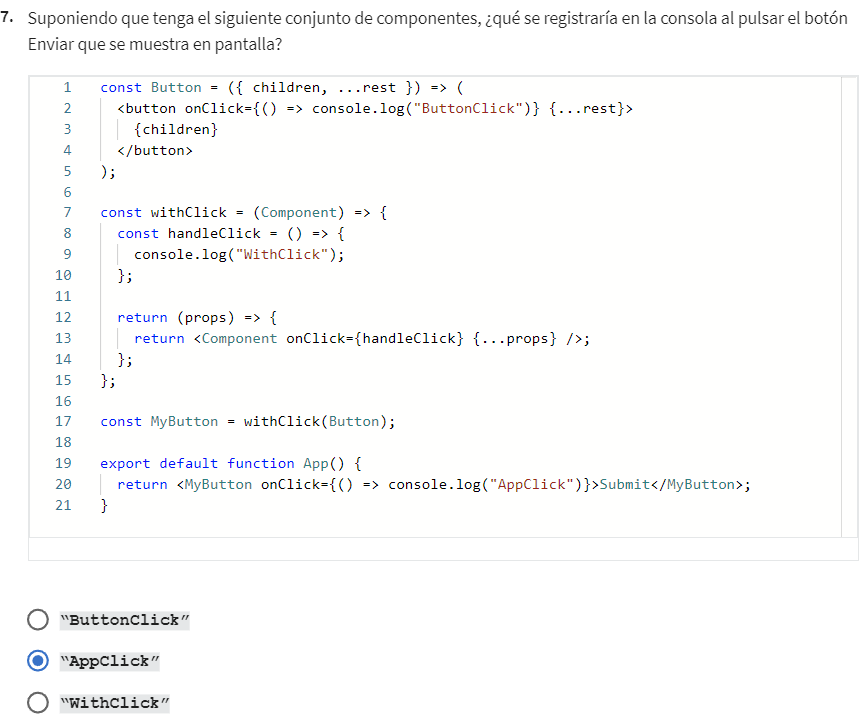 7. Suponiendo que tenga el siguiente conjunto de componentes, ¿qué se registraría en la consola al pulsar el botón
Enviar que se muestra en pantalla?
1 const Button = ({ children, ...rest }) => (
2 <button onClick={() => console.log("ButtonClick")} {...rest}>
3 {children}
4 </button>
5 );
6
7 const withClick = (Component) => {
8 const handleClick = () => {
9 console.log("WithClick");
10 };
11
12 return (props) => {
13 return <Component onClick={handleClick} {...props} />;
14 };
15 };
16
17 const MyButton = withClick(Button);
18
19 export default function App() {
20 return <MyButton onClick={() => console.log("AppClick")}>Submit</MyButton>;
21 }
“ButtonClick”
“AppClick”
“WithClick”